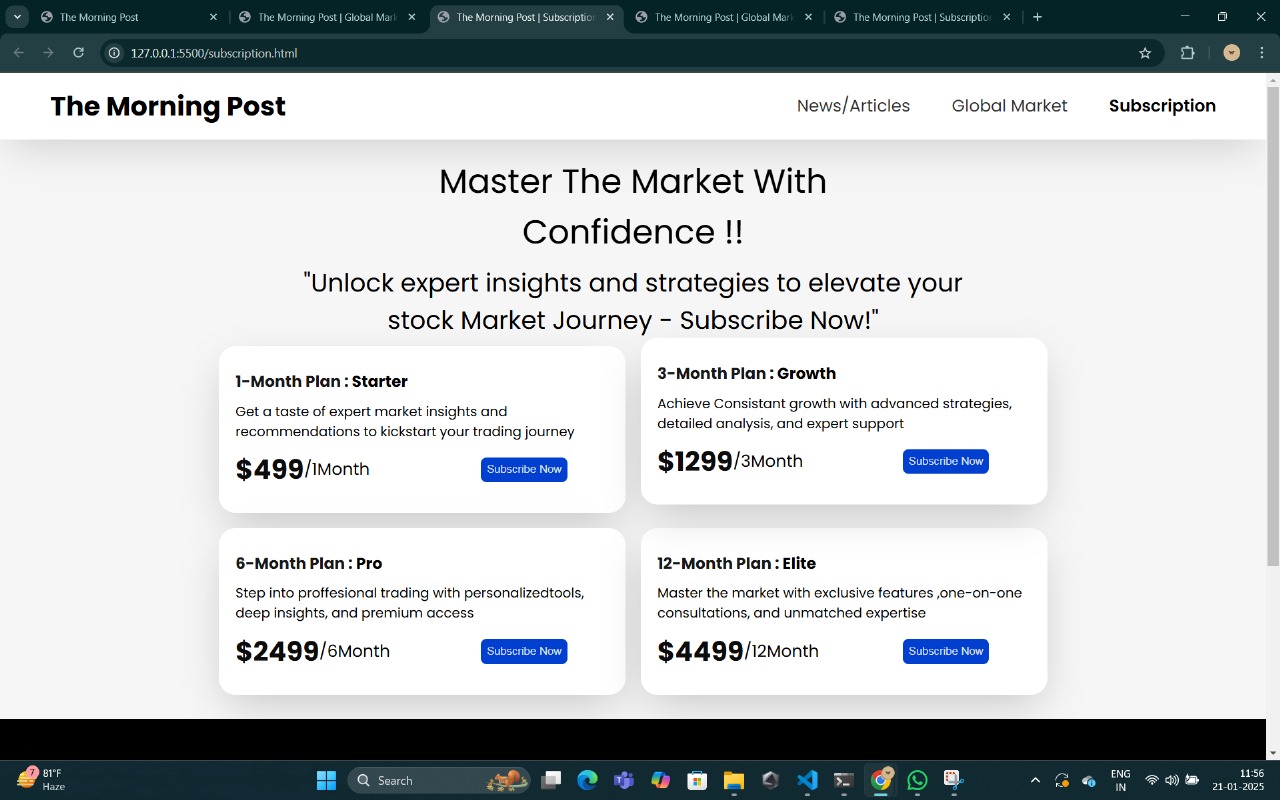 The Morning Post
The Morning Post | Global Mark
The Morning Post | Subscription
The Morning Post | Global Mark
The Morning Post | Subscription
127.0.0.1:5500/subscription.html
The Morning Post
News/Articles
Global Market
Subscription
Master The Market With
Confidence !!
"Unlock expert insights and strategies to elevate your
stock Market Journey - Subscribe Now!"
1-Month Plan : Starter
Get a taste of expert market insights and
recommendations to kickstart your trading journey
$499/1Month
Subscribe Now
3-Month Plan : Growth
Achieve Consistant growth with advanced strategies,
detailed analysis, and expert support
$1299/3Month
Subscribe Now
6-Month Plan : Pro
Step into proffesional trading with personalizedtools,
deep insights, and premium access
$2499/6Month
Subscribe Now
12-Month Plan : Elite
Master the market with exclusive features ,one-on-one
consultations, and unmatched expertise
$4499/12Month
Subscribe Now
7
81°F
Haze
Search
ENG
IN
11:56
21-01-2025